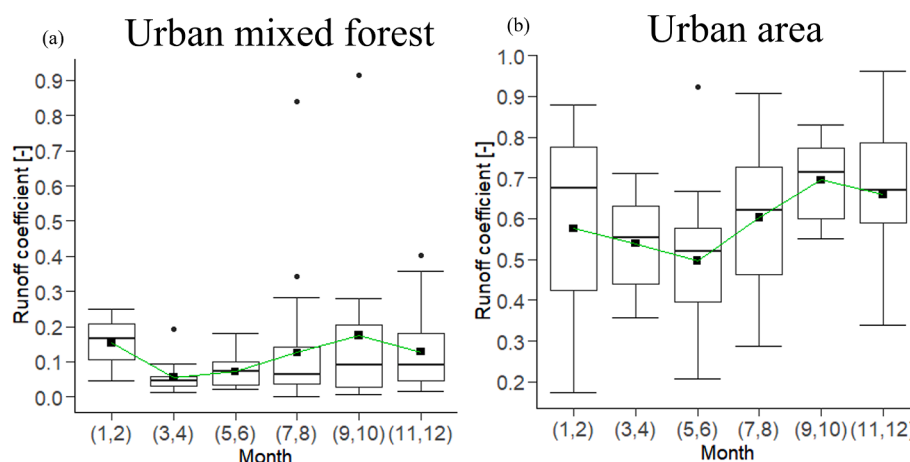 (a) Urban mixed forest
Runoff coefficient [-]
0.9
0.8
0.7
0.6
0.5
0.4
0.3
0.2
0.1
0.0
(1,2) (3,4) (5,6) (7,8) (9,10) (11,12)
Month
(b) Urban area
Runoff coefficient [-]
1.0
0.9
0.8
0.7
0.6
0.5
0.4
0.3
0.2
(1,2) (3,4) (5,6) (7,8) (9,10) (11,12)
Month